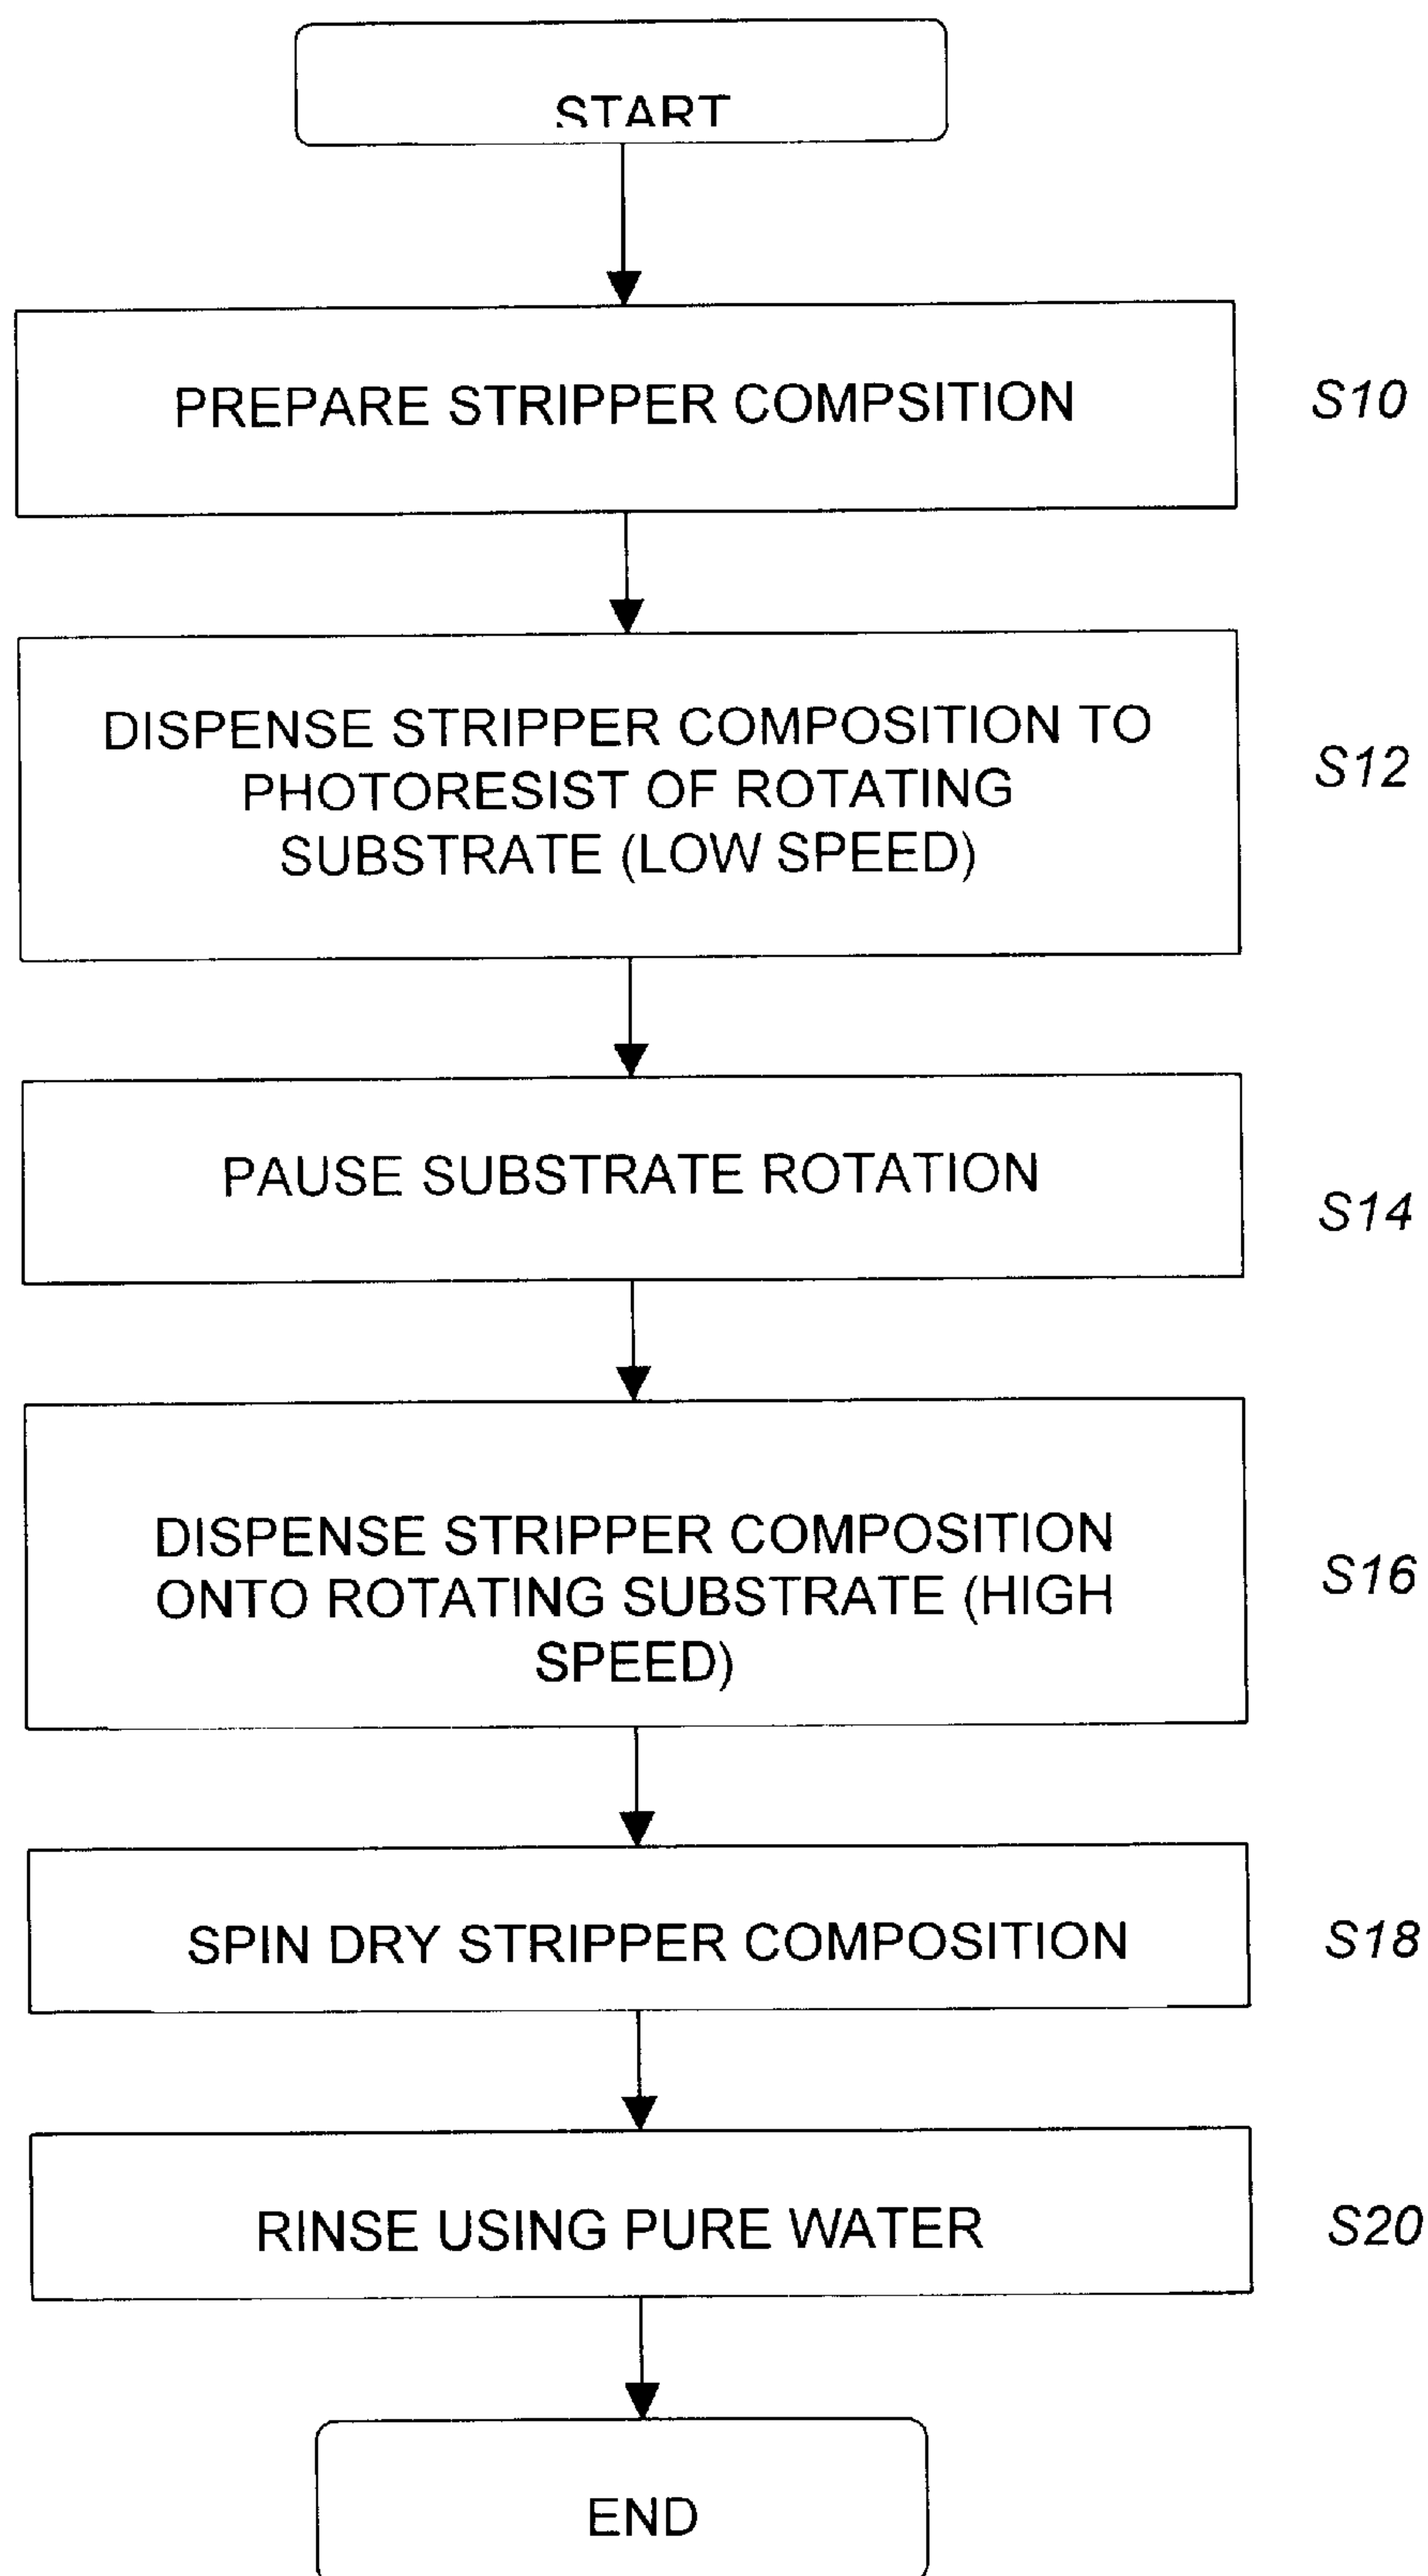 START
PREPARE STRIPPER COMPSITION
S10
DISPENSE STRIPPER COMPOSITION TO
PHOTORESIST OF ROTATING
SUBSTRATE (LOW SPEED)
S12
PAUSE SUBSTRATE ROTATION
S14
DISPENSE STRIPPER COMPOSITION
ONTO ROTATING SUBSTRATE (HIGH
SPEED)
S16
SPIN DRY STRIPPER COMPOSITION
S18
RINSE USING PURE WATER
S20
END